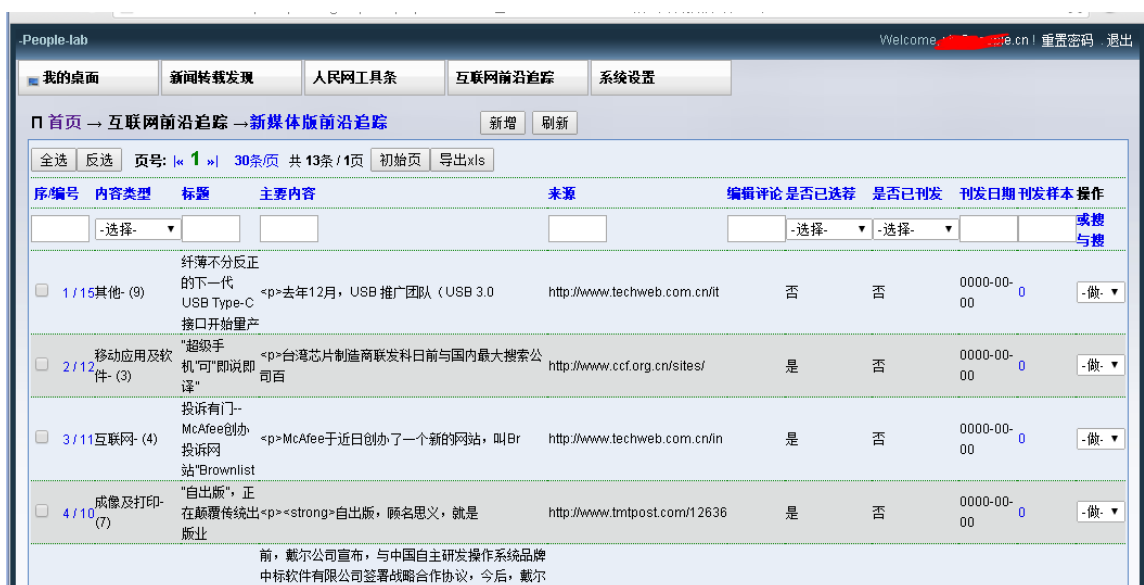 -People-lab
Welcome, .cn ! 重置密码 . 退出
我的桌面 新闻转载发现 人民网工具条 互联网前沿追踪 系统设置
首页 → 互联网前沿追踪 →新媒体版前沿追踪 新增 刷新
全选 反选 页号: |« 1 »| 30条/页 共 13条 / 1页 初始页 导出xls
序/编号 内容类型 标题 主要内容 来源 编辑评论 是否已选荐 是否已刊发 刊发日期 刊发样本 操作
-选择- -选择- -选择- 或搜
与搜
纤薄不分反正
的下一代
USB Type-C
接口开始量产
1 / 15 其他- (9) <p>去年12月，USB 推广团队（ USB 3.0 http://www.techweb.com.cn/it 否 否 0000-00-
00 0 -做-
"超级手
机"可"即说即
译"
2 / 12 移动应用及软
件- (3) <p>台湾芯片制造商联发科日前与国内最大搜索公
司百 http://www.ccf.org.cn/sites/ 是 否 0000-00-
00 0 -做-
投诉有门--
McAfee创办
投诉网
站"Brownlist
3 / 11 互联网- (4) <p>McAfee于近日创办了一个新的网站，叫Br http://www.techweb.com.cn/in 是 否 0000-00-
00 0 -做-
"自出版"，正
在颠覆传统出
版业
4 / 10 成像及打印-
(7) <p><strong>自出版，顾名思义，就是 http://www.tmtpost.com/12636 是 否 0000-00-
00 0 -做-
前，戴尔公司宣布，与中国自主研发操作系统品牌
中标软件有限公司签署战略合作协议，今后，戴尔